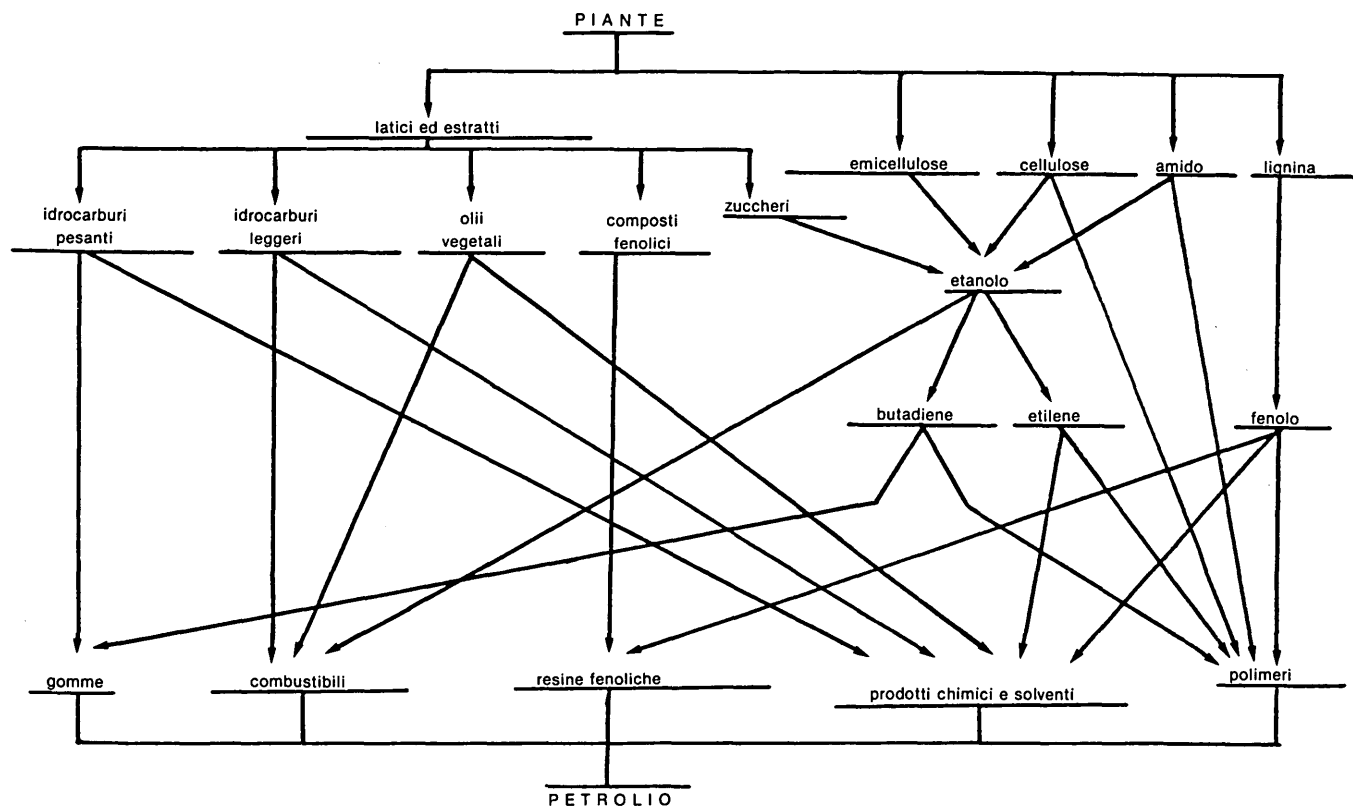 PIANTE
latici ed estratti
emicellulose
cellulose
amido
lignina
idrocarburi
pesanti
idrocarburi
leggeri
olii
vegetali
composti
fenolici
zuccheri
etanolo
butadiene
etilene
fenolo
gomme
combustibili
resine fenoliche
prodotti chimici e solventi
polimeri
PETROLIO